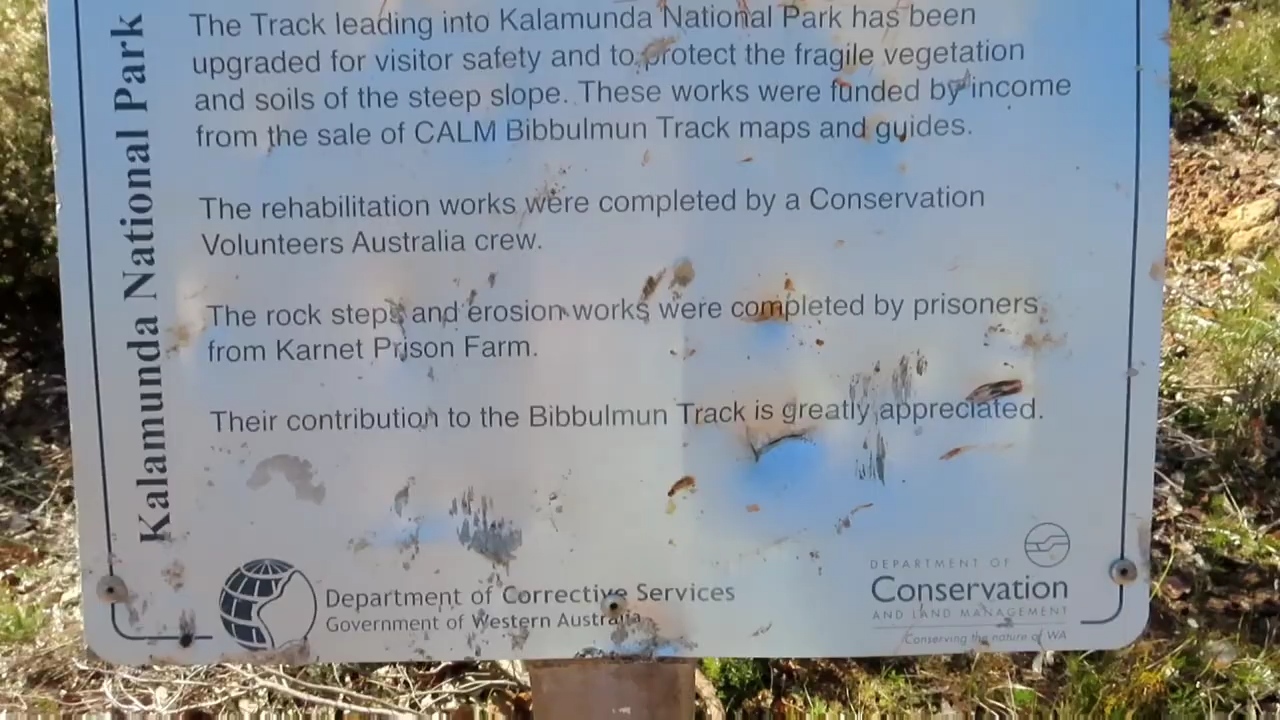 Kalamunda National Park
The Track leading into Kalamunda National Park has been
upgraded for visitor safety and to protect the fragile vegetation
and soils of the steep slope. These works were funded by income
from the sale of CALM Bibbulmun Track maps and guides.
The rehabilitation works were completed by a Conservation
Volunteers Australia crew.
The rock steps and erosion works were completed by prisoners
from Karnet Prison Farm.
Their contribution to the Bibbulmun Track is greatly appreciated.
Department of Corrective Services
Government of Western Australia
DEPARTMENT OF
Conservation
AND LAND MANAGEMENT
Conserving the nature of WA